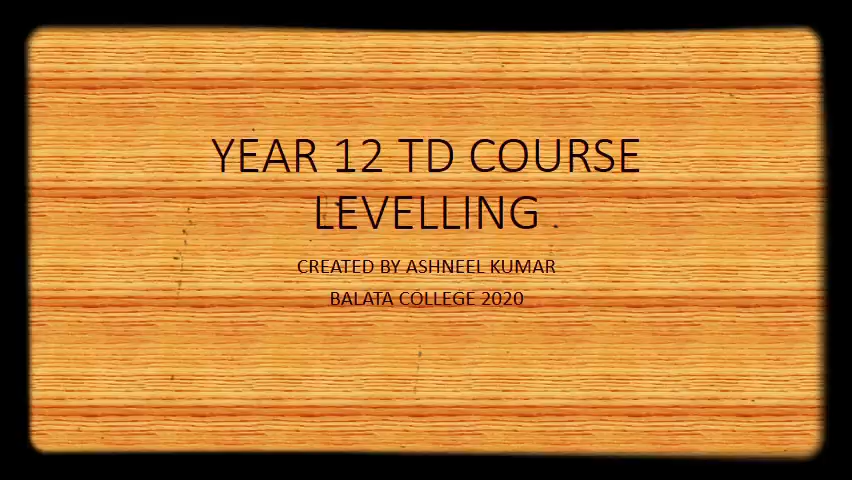 YEAR 12 TD COURSE
LEVELLING
CREATED BY ASHNEEL KUMAR
BALATA COLLEGE 2020